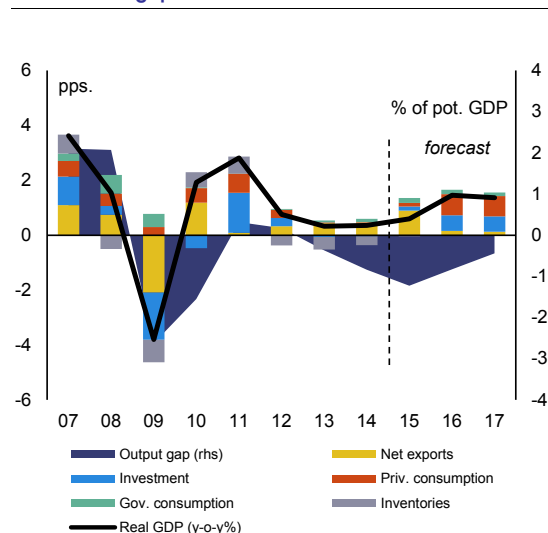 6 4
pps. % of pot. GDP
4 forecast 3
2 2
1
0 0
-1
-2 -2
-4 -3
-6 -4
07 08 09 10 11 12 13 14 15 16 17
Output gap (rhs) Net exports
Investment Priv. consumption
Gov. consumption Inventories
Real GDP (y-o-y%)